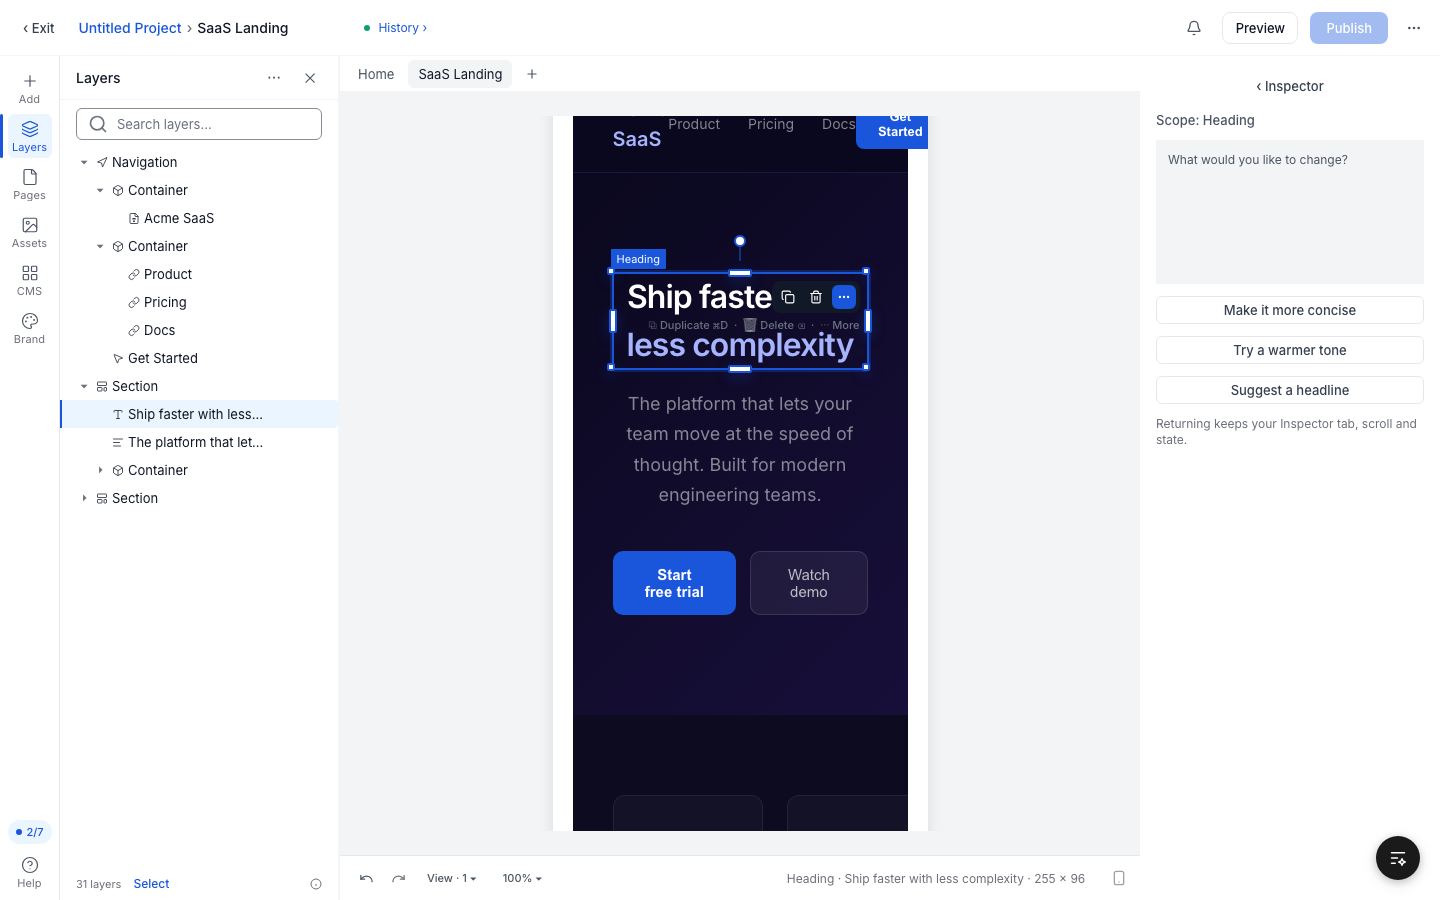 ‹ Exit
Untitled Project › SaaS Landing
History ›
Preview
Publish
Add
Layers
Pages
Assets
CMS
Brand
2/7
Help
Layers
Search layers...
Navigation
Container
Acme SaaS
Container
Product
Pricing
Docs
Get Started
Section
Ship faster with less...
The platform that let...
Container
Section
31 layers
Select
Home
SaaS Landing
SaaS
Product
Pricing
Docs
Get
Started
Heading
Ship faste
Duplicate ⌘D · Delete ⌫ · ··· More
less complexity
The platform that lets your
team move at the speed of
thought. Built for modern
engineering teams.
Start
free trial
Watch
demo
View · 1
100%
Heading · Ship faster with less complexity · 255 × 96
‹ Inspector
Scope: Heading
What would you like to change?
Make it more concise
Try a warmer tone
Suggest a headline
Returning keeps your Inspector tab, scroll and
state.